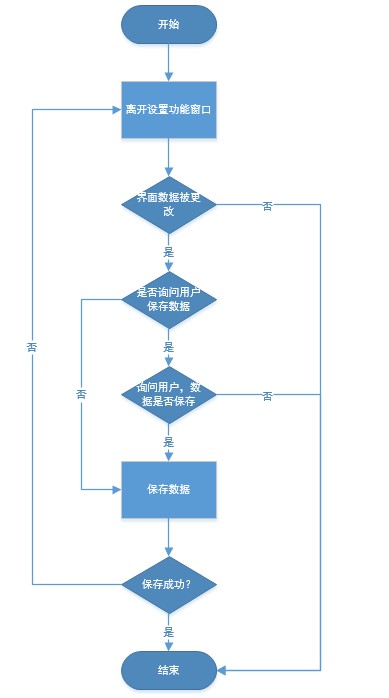 开始
离开设置功能窗口
界面数据被更
改
否
是
是否询问用户
保存数据
否
是
否
询问用户，数
据是否保存
否
是
保存数据
保存成功?
是
结束